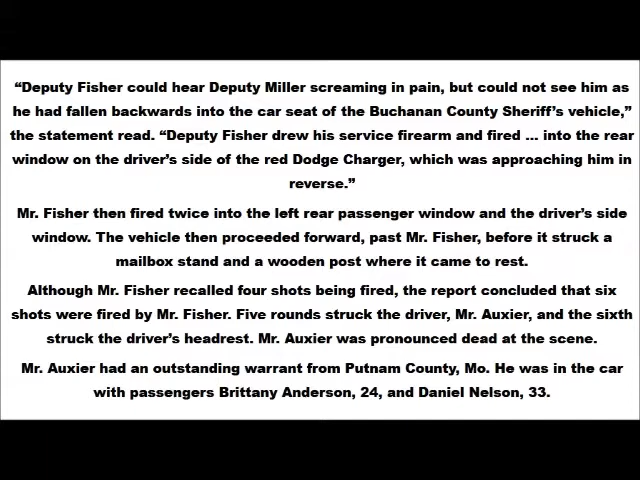 “Deputy Fisher could hear Deputy Miller screaming in pain, but could not see him as
he had fallen backwards into the car seat of the Buchanan County Sheriff’s vehicle,”
the statement read. “Deputy Fisher drew his service firearm and fired ... into the rear
window on the driver’s side of the red Dodge Charger, which was approaching him in
reverse.”
Mr. Fisher then fired twice into the left rear passenger window and the driver’s side
window. The vehicle then proceeded forward, past Mr. Fisher, before it struck a
mailbox stand and a wooden post where it came to rest.
Although Mr. Fisher recalled four shots being fired, the report concluded that six
shots were fired by Mr. Fisher. Five rounds struck the driver, Mr. Auxier, and the sixth
struck the driver’s headrest. Mr. Auxier was pronounced dead at the scene.
Mr. Auxier had an outstanding warrant from Putnam County, Mo. He was in the car
with passengers Brittany Anderson, 24, and Daniel Nelson, 33.